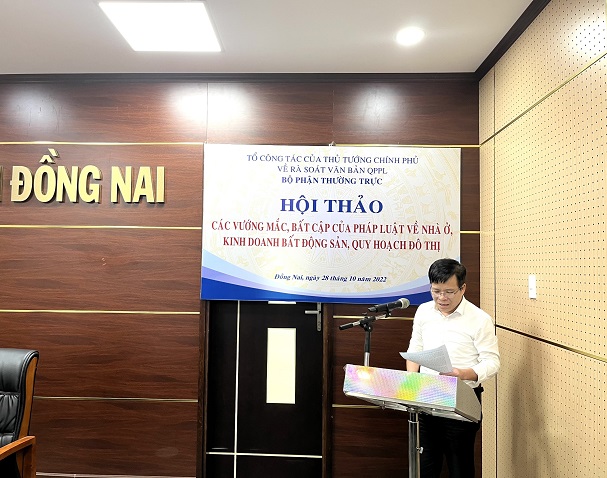 ĐỒNG NAI
TỔ CÔNG TÁC CỦA THỦ TƯỚNG CHÍNH PHỦ
VỀ RÀ SOÁT VĂN BẢN QPPL
BỘ PHẬN THƯỜNG TRỰC
HỘI THẢO
CÁC VƯỚNG MẮC, BẤT CẬP CỦA PHÁP LUẬT VỀ NHÀ Ở,
KINH DOANH BẤT ĐỘNG SẢN, QUY HOẠCH ĐÔ THỊ
Đồng Nai, ngày 28 tháng 10 năm 2022